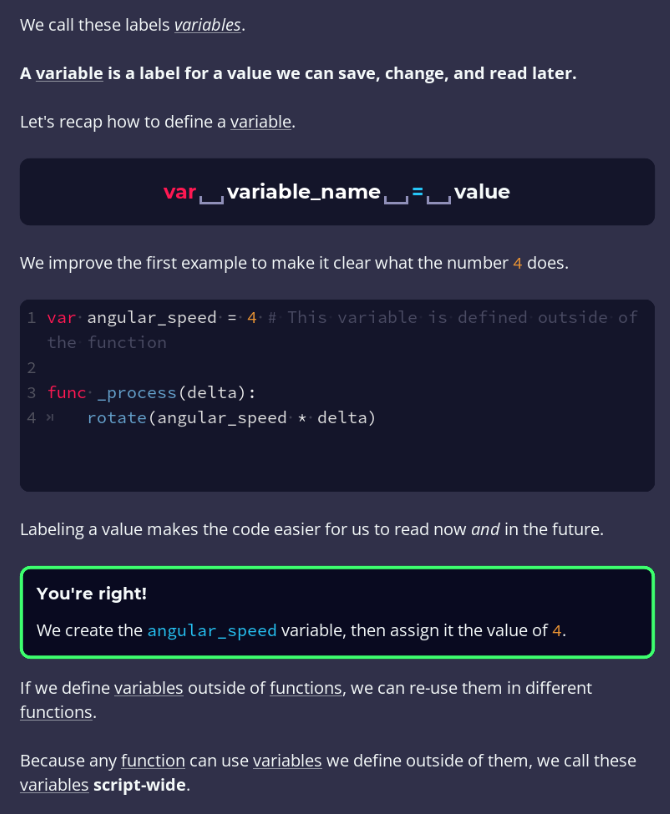 We call these labels variables.
A variable is a label for a value we can save, change, and read later.
Let's recap how to define a variable.
var variable_name = value
We improve the first example to make it clear what the number 4 does.
1 var angular_speed = 4 # This variable is defined outside of
the function
2
3 func _process(delta):
4 rotate(angular_speed * delta)
Labeling a value makes the code easier for us to read now and in the future.
You're right!
We create the angular_speed variable, then assign it the value of 4.
If we define variables outside of functions, we can re-use them in different
functions.
Because any function can use variables we define outside of them, we call these
variables script-wide.